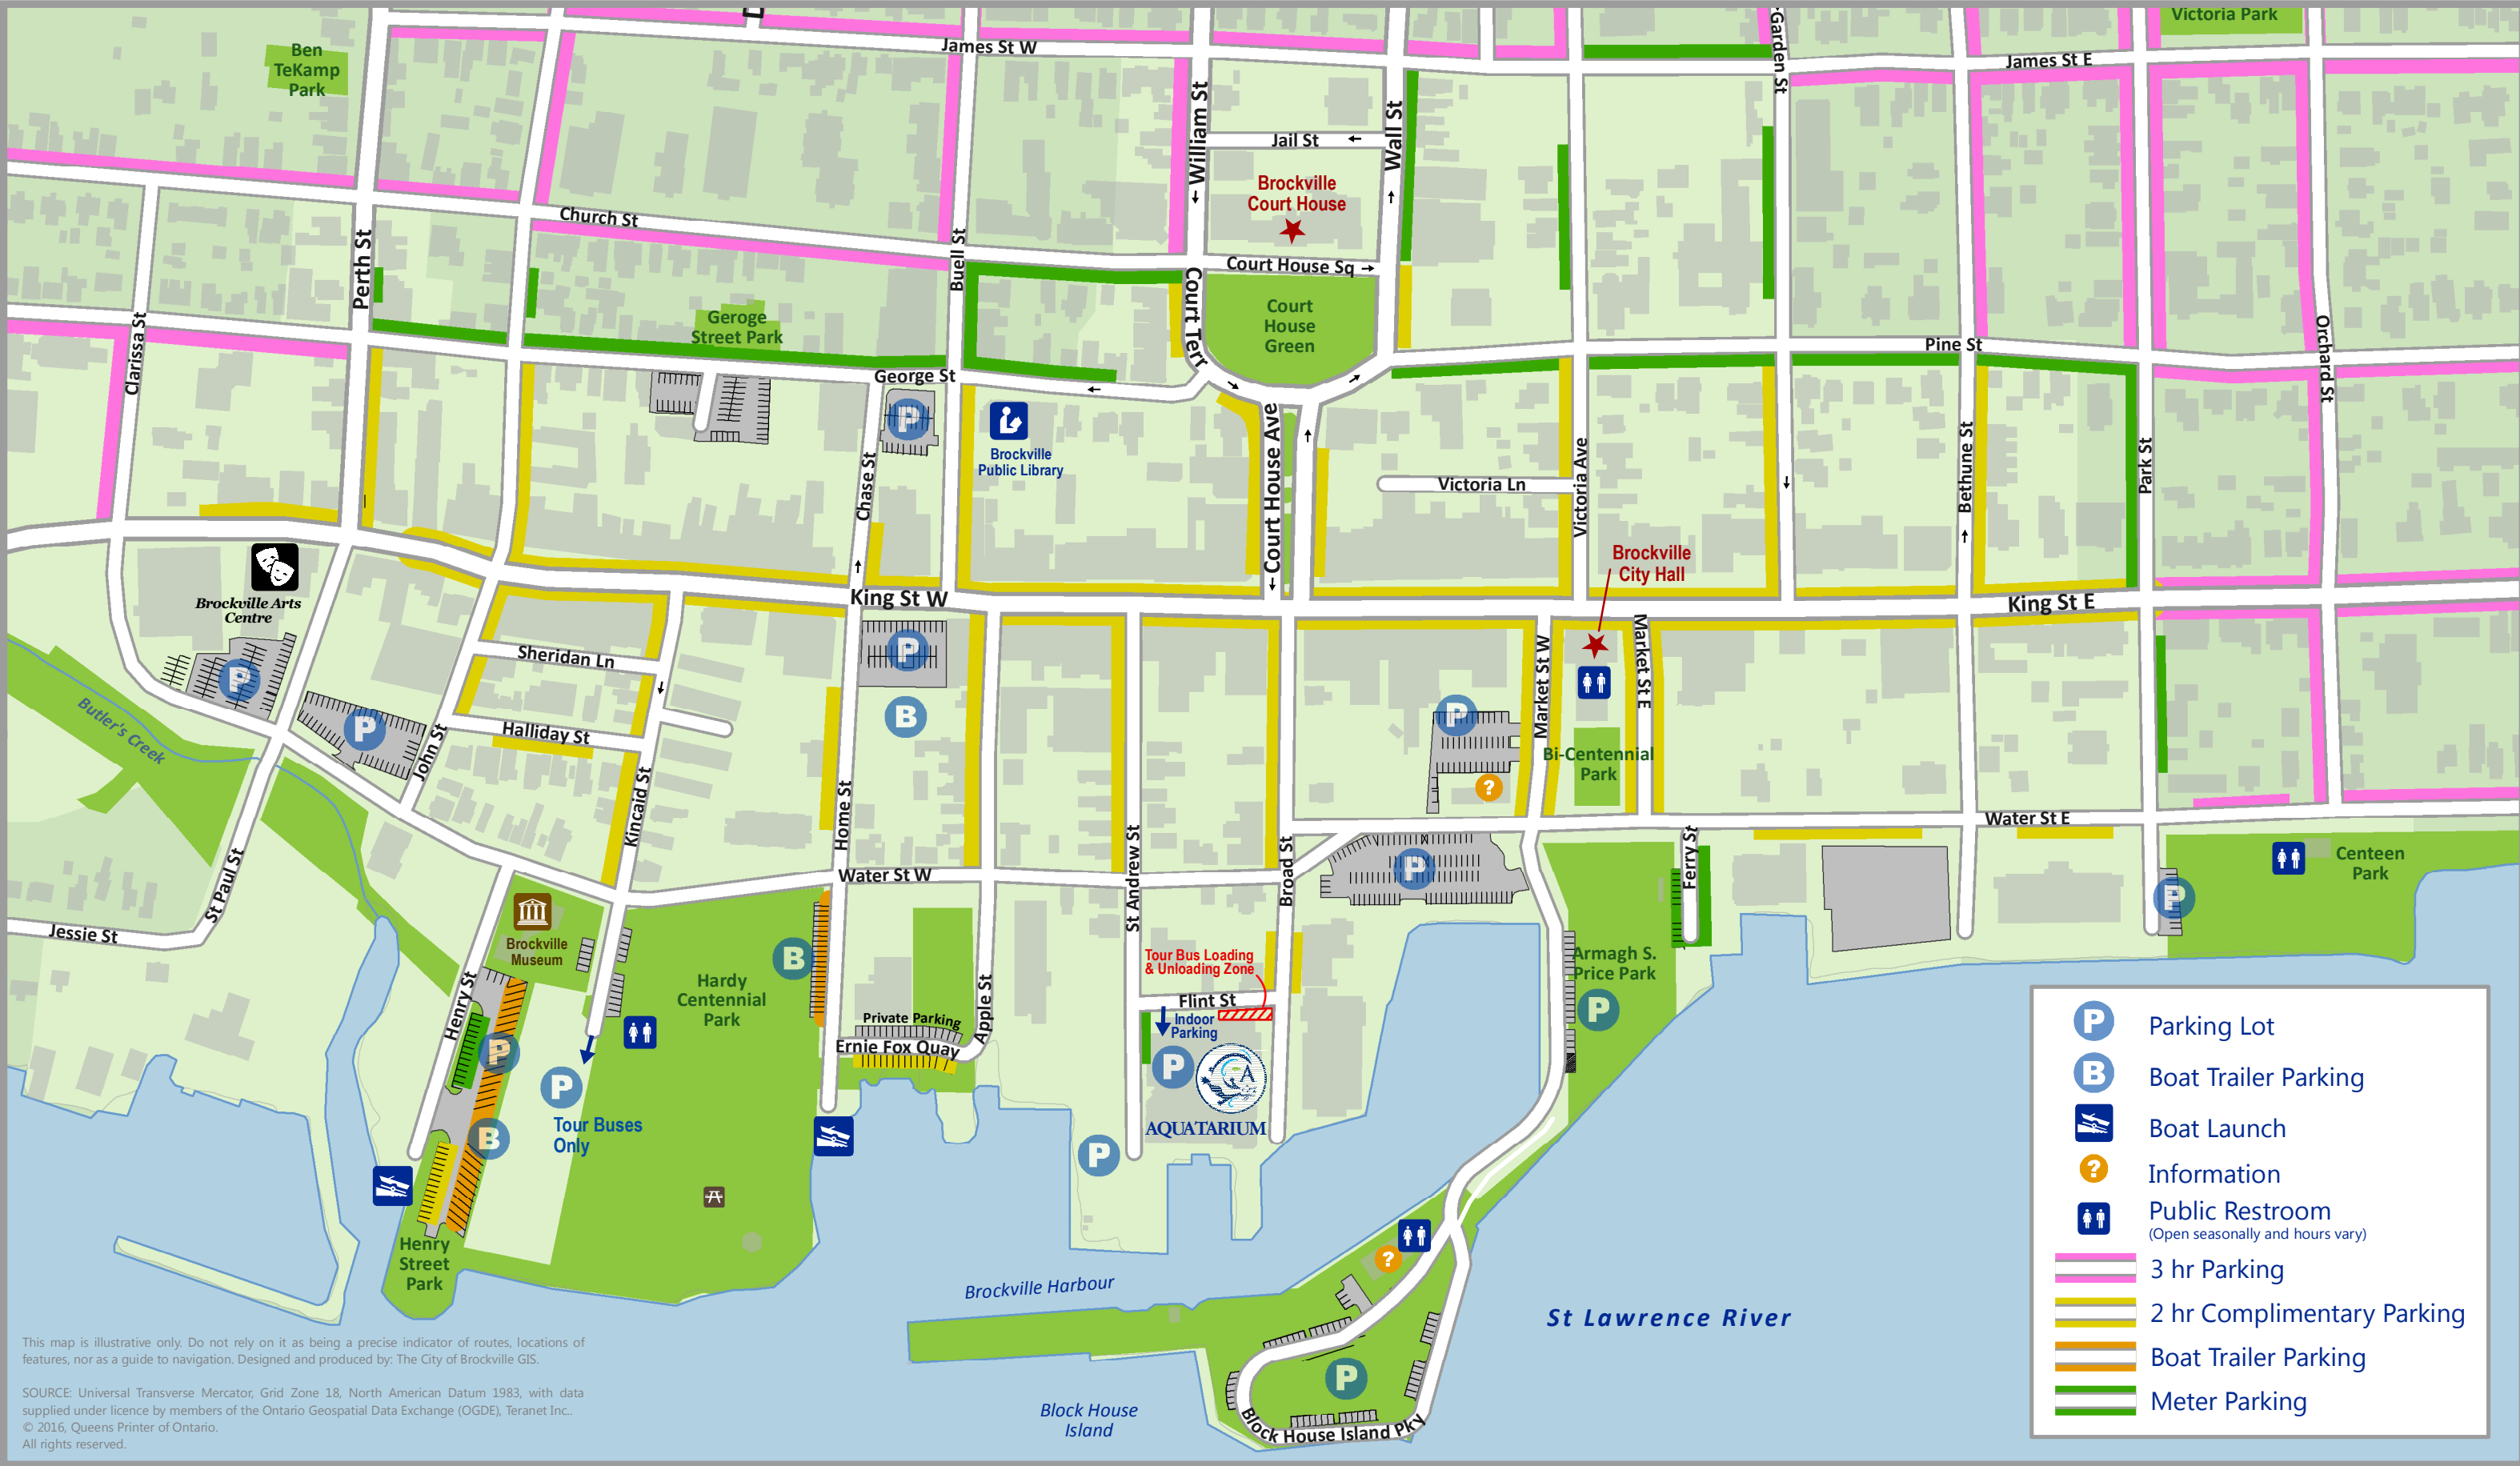 Victoria Park
Garden St
James St W
James St E
Ben
TeKamp
Park
William St
Wall St
Jail St
Brockville
Court House
Church St
Perth St
Buell St
Court House Sq
Court Terr
Court
House
Green
Geroge
Street Park
Clarissa St
Orchard St
Pine St
George St
P
Brockville
Public Library
Chase St
Court House Ave
Victoria Ln
Victoria Ave
Bethune St
Park St
Brockville
City Hall
Brockville Arts
Centre
King St W
King St E
Sheridan Ln
P
P
Market St W
Market St E
Butler's Creek
P
B
P
Halliday St
John St
Bi-Centennial
Park
?
Kincaid St
Home St
Water St E
St Andrew St
Broad St
Ferry St
P
Centeen
Park
St Paul St
Water St W
P
Jessie St
Brockville
Museum
B
Hardy
Centennial
Park
Tour Bus Loading
& Unloading Zone
Armagh S.
Price Park
P
Henry St
Apple St
Flint St
Private Parking
Indoor
Parking
Ernie Fox Quay
P
P
P
A
AQUATARIUM
Tour Buses
Only
B
P
Henry
Street
Park
?
Brockville Harbour
St Lawrence River
P
Block House
Island
Block House Island Pky
P
Parking Lot
B
Boat Trailer Parking
Boat Launch
?
Information
Public Restroom
(Open seasonally and hours vary)
3 hr Parking
2 hr Complimentary Parking
Boat Trailer Parking
Meter Parking
This map is illustrative only. Do not rely on it as being a precise indicator of routes, locations of
features, nor as a guide to navigation. Designed and produced by: The City of Brockville GIS.
SOURCE: Universal Transverse Mercator, Grid Zone 18, North American Datum 1983, with data
supplied under licence by members of the Ontario Geospatial Data Exchange (OGDE), Teranet Inc..
© 2016, Queens Printer of Ontario.
All rights reserved.